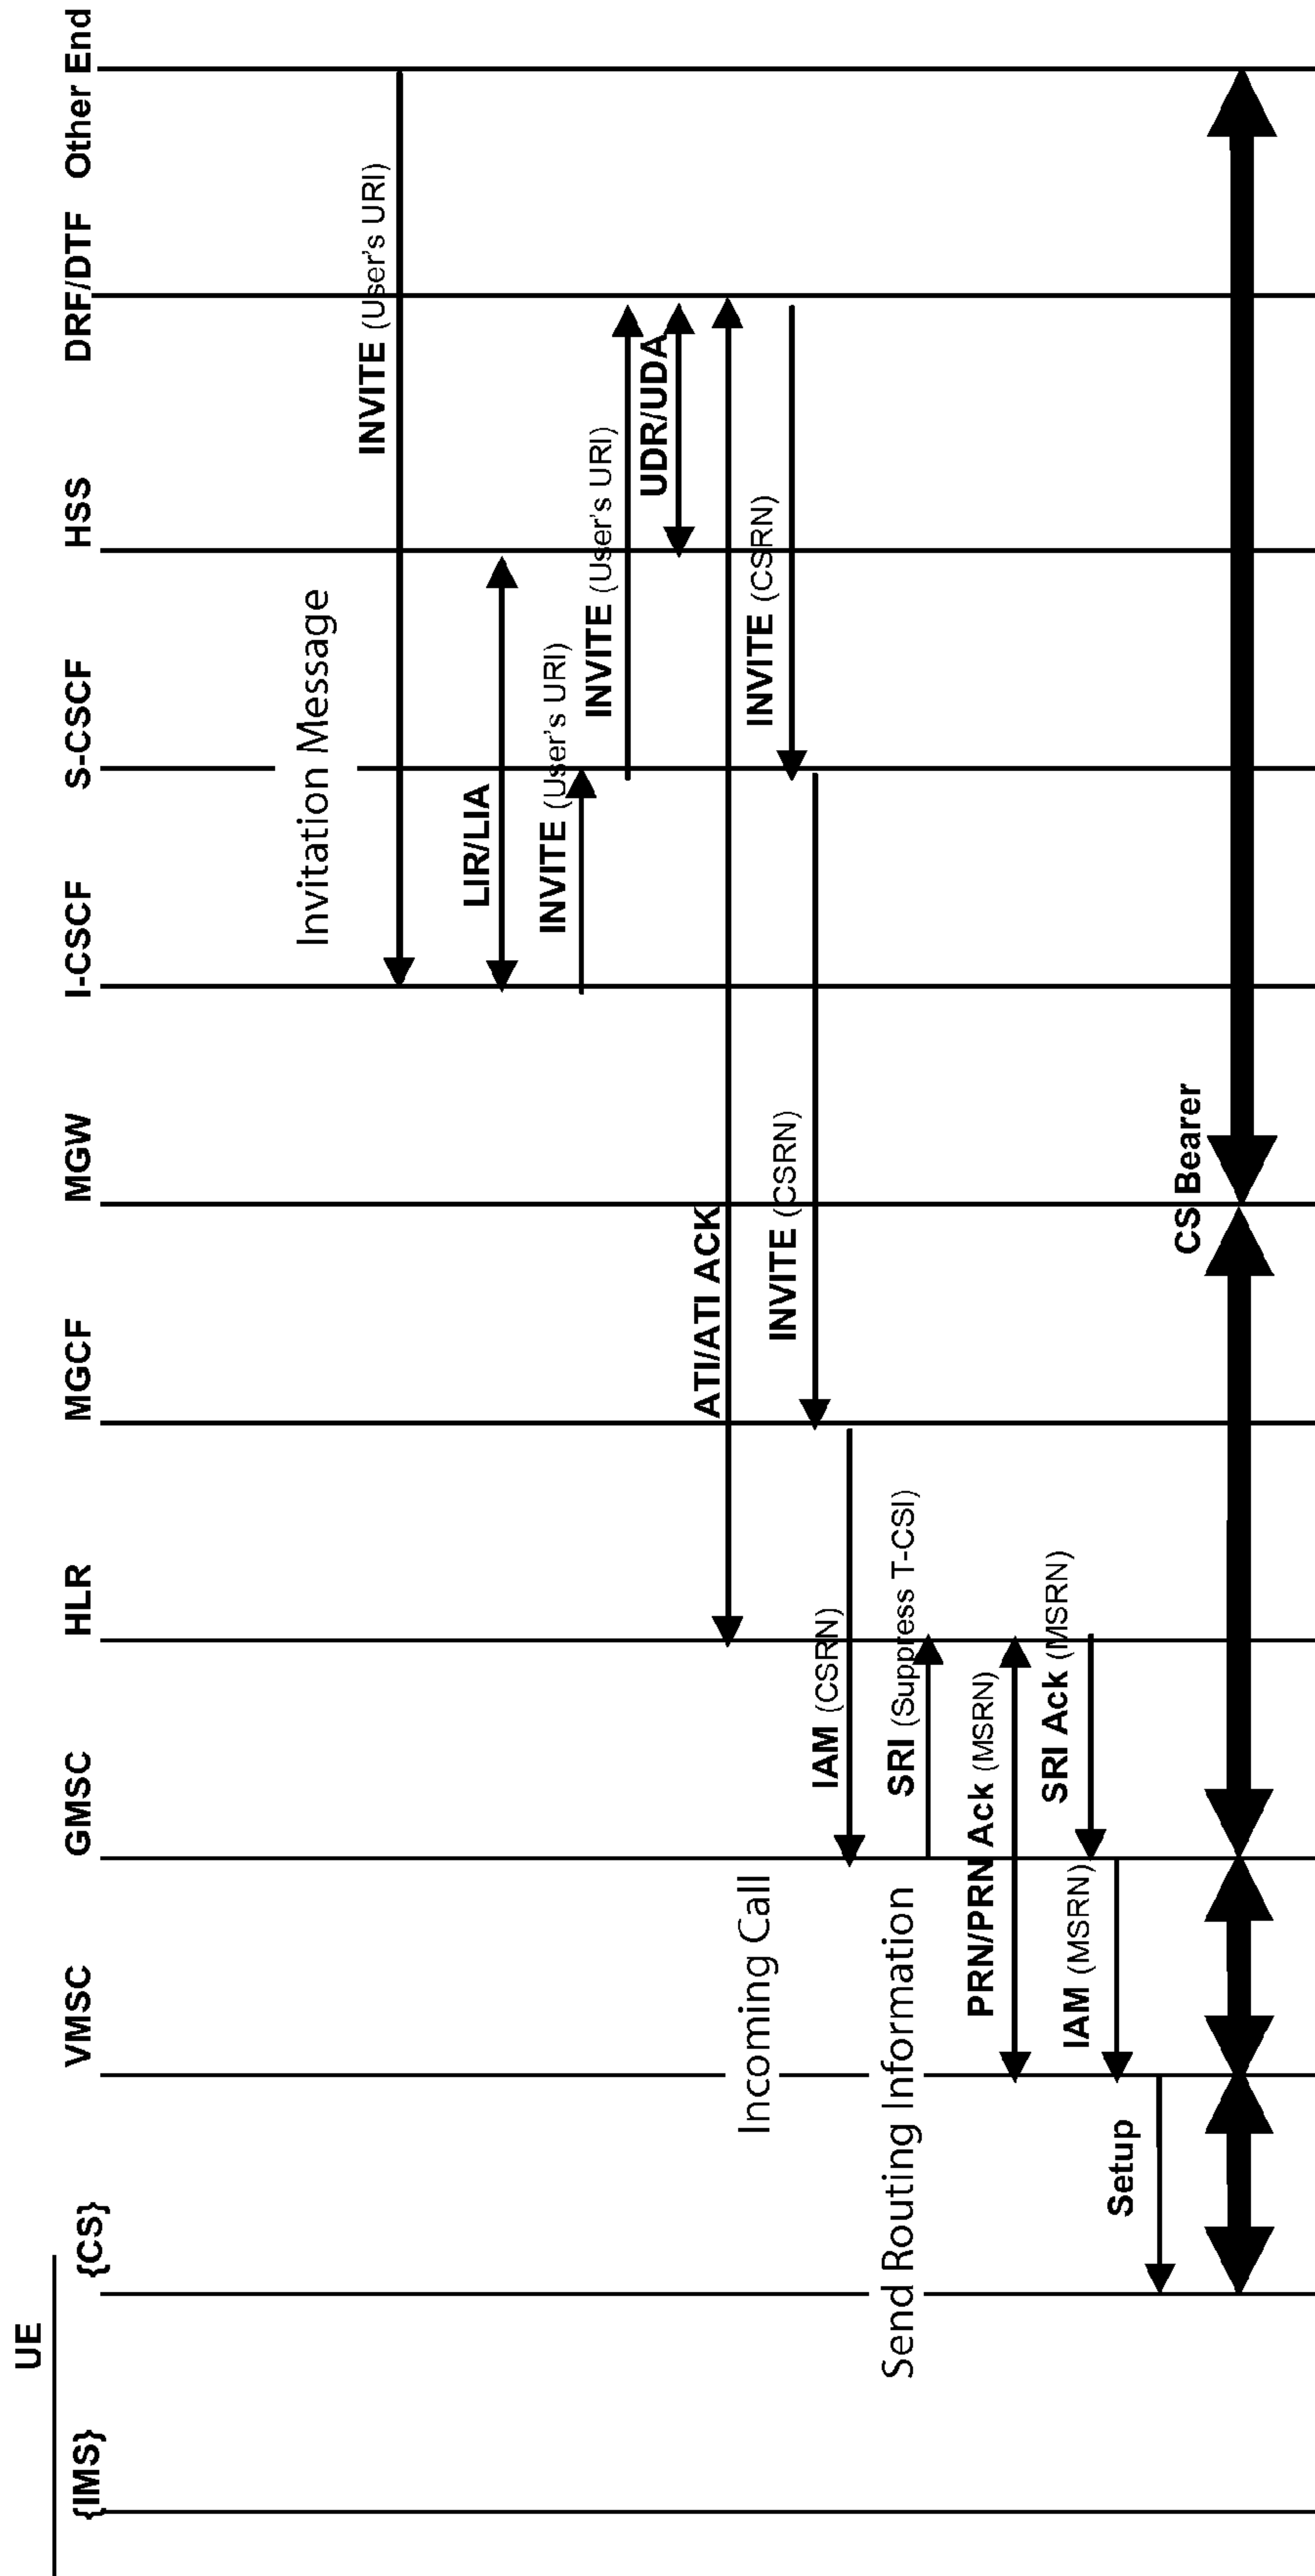 UE
{IMS}
{CS}
VMSC
GMSC
HLR
MGCF
MGW
I-CSCF
S-CSCF
HSS
DRF/DTF
Other End
Invitation Message
INVITE (User's URI)
LIR/LIA
INVITE (User's URI)
INVITE (User's URI)
UDR/UDA
ATI/ATI ACK
INVITE (CSRN)
INVITE (CSRN)
Incoming Call
IAM (CSRN)
Send Routing Information
SRI (Suppress T-CSI)
PRN/PRN Ack (MSRN)
SRI Ack (MSRN)
IAM (MSRN)
Setup
CS Bearer